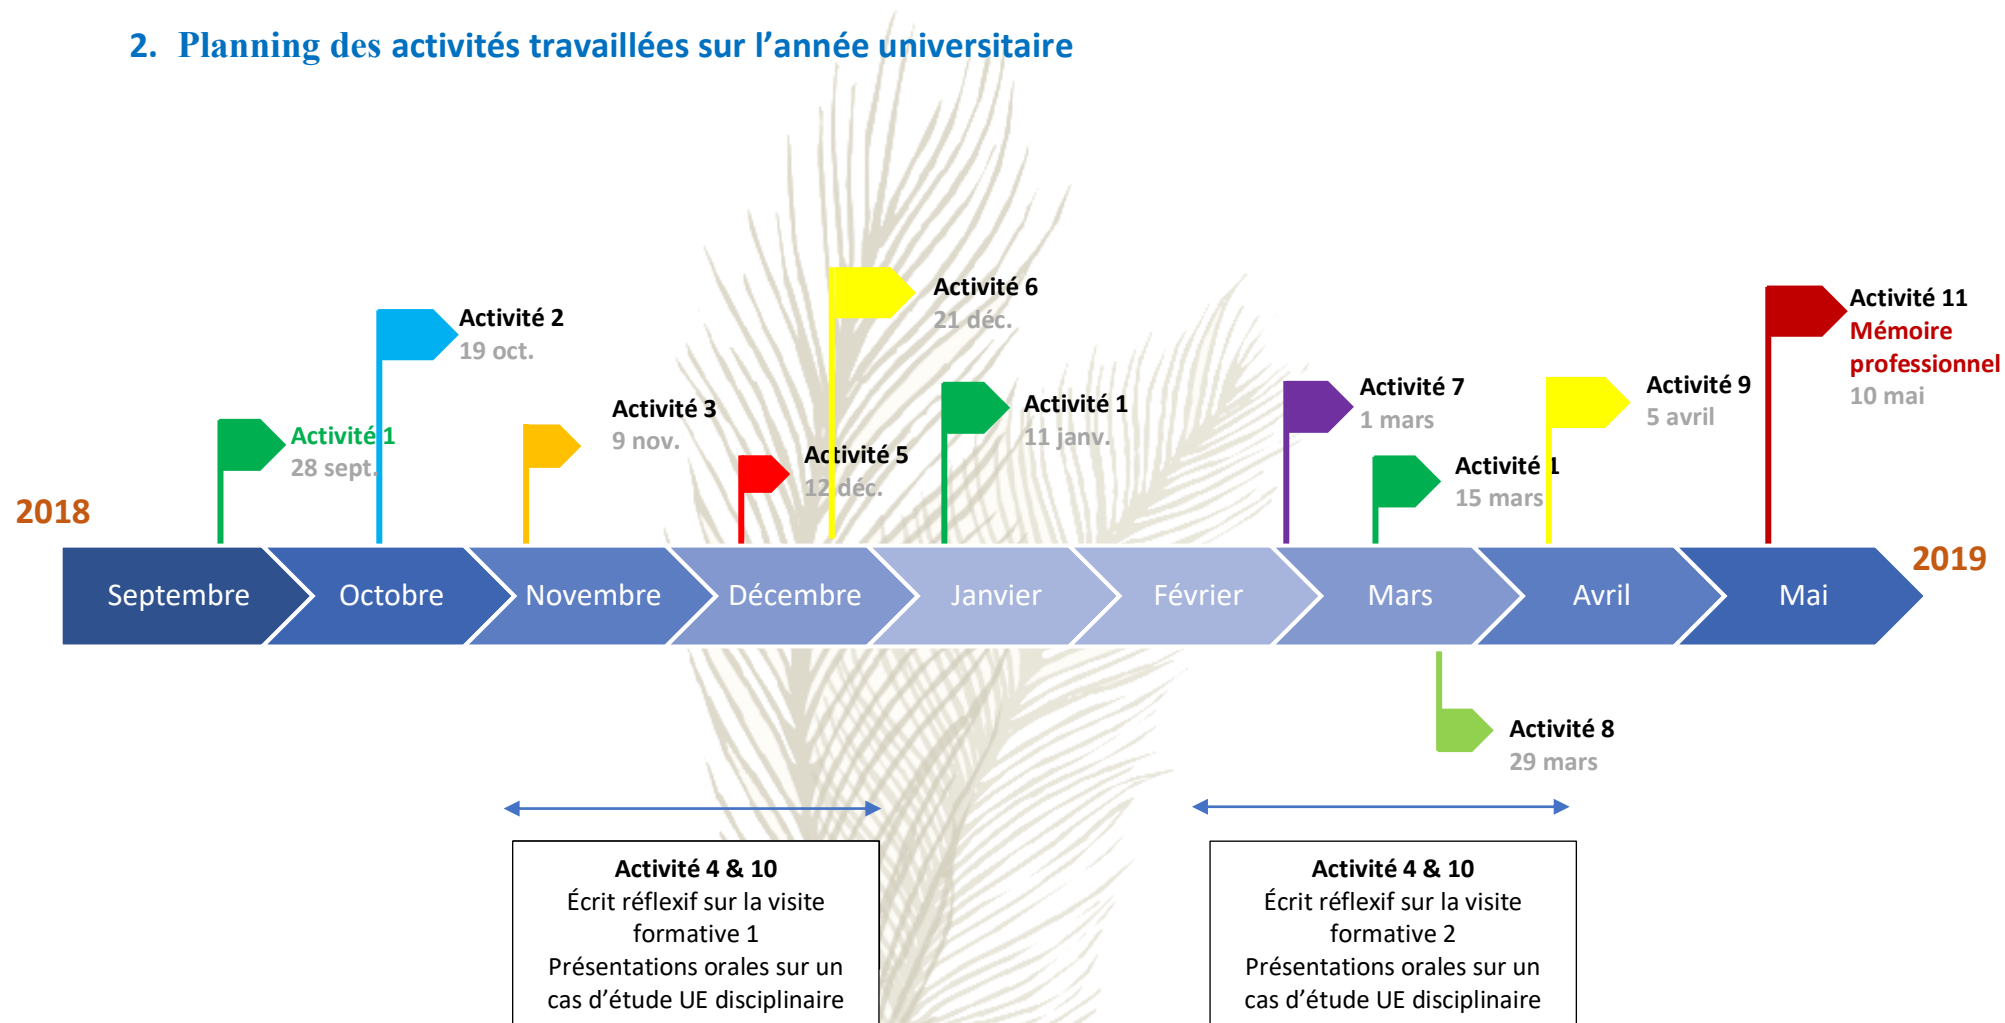 2. Planning des activités travaillées sur l’année universitaire
Activité 6
21 déc.
Activité 11
Mémoire
professionnel
10 mai
Activité 2
19 oct.
Activité 7
1 mars
Activité 9
5 avril
Activité 3
9 nov.
Activité 1
11 janv.
Activité 1
28 sept.
Activité 5
12 déc.
Activité 1
15 mars
2018
2019
Septembre
Octobre
Novembre
Décembre
Janvier
Février
Mars
Avril
Mai
Activité 8
29 mars
Activité 4 & 10
Écrit réflexif sur la visite
formative 1
Présentations orales sur un
cas d’étude UE disciplinaire
Activité 4 & 10
Écrit réflexif sur la visite
formative 2
Présentations orales sur un
cas d’étude UE disciplinaire